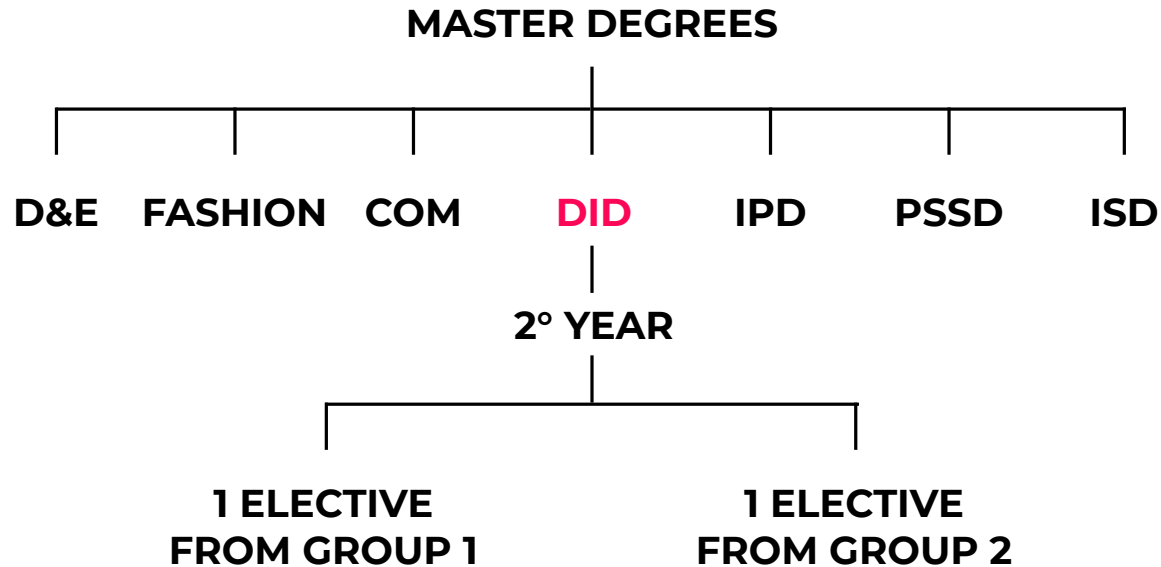 MASTER DEGREES
D&E FASHION COM DID IPD PSSD ISD
2° YEAR
1 ELECTIVE
FROM GROUP 1
1 ELECTIVE
FROM GROUP 2